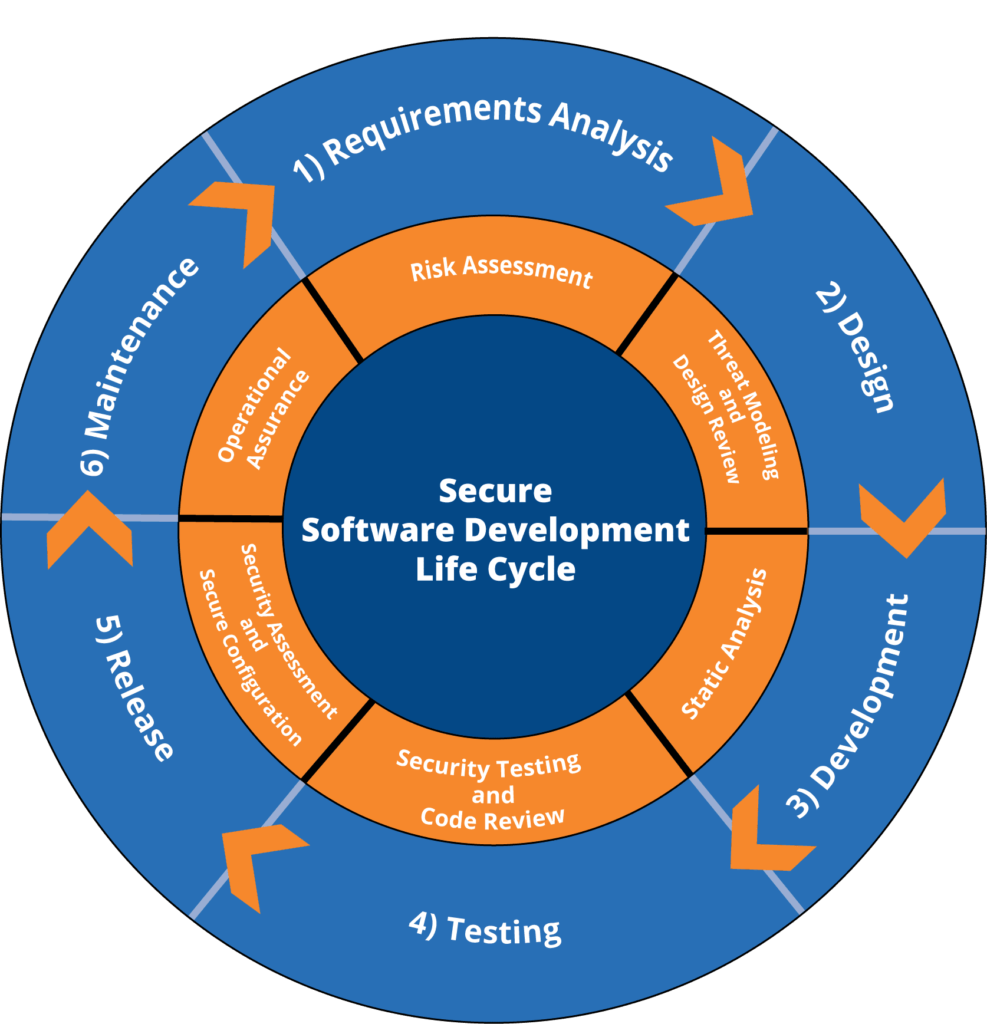 1) Requirements Analysis
2) Design
3) Development
4) Testing
5) Release
6) Maintenance
Risk Assessment
Threat Modeling
and
Design Review
Static Analysis
Security Testing
and
Code Review
Security Assessment
and
Secure Configuration
Operational
Assurance
Secure
Software Development
Life Cycle